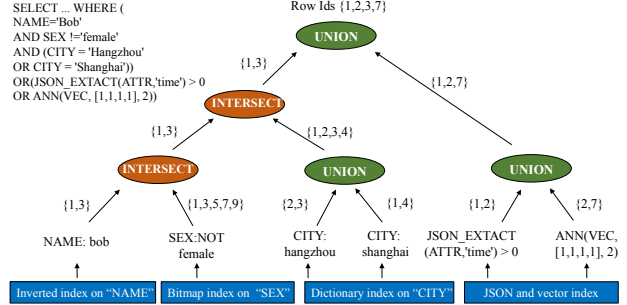 SELECT ... WHERE (
NAME='Bob'
AND SEX !='female'
AND (CITY = 'Hangzhou'
OR CITY = 'Shanghai'))
OR(JSON_EXTACT(ATTR,'time') > 0
OR ANN(VEC, [1,1,1,1], 2))
Row Ids {1,2,3,7}
UNION
{1,3}
{1,2,7}
INTERSECT
{1,3}
{1,2,3,4}
INTERSECT
UNION
UNION
{1,3}
{1,3,5,7,9}
{2,3}
{1,4}
{1,2}
{2,7}
NAME: bob
SEX:NOT
female
CITY:
hangzhou
CITY:
shanghai
JSON_EXTRACT
(ATTR,'time') > 0
ANN(VEC,
[1,1,1,1], 2)
Inverted index on "NAME"
Bitmap index on "SEX"
Dictionary index on "CITY"
JSON and vector index